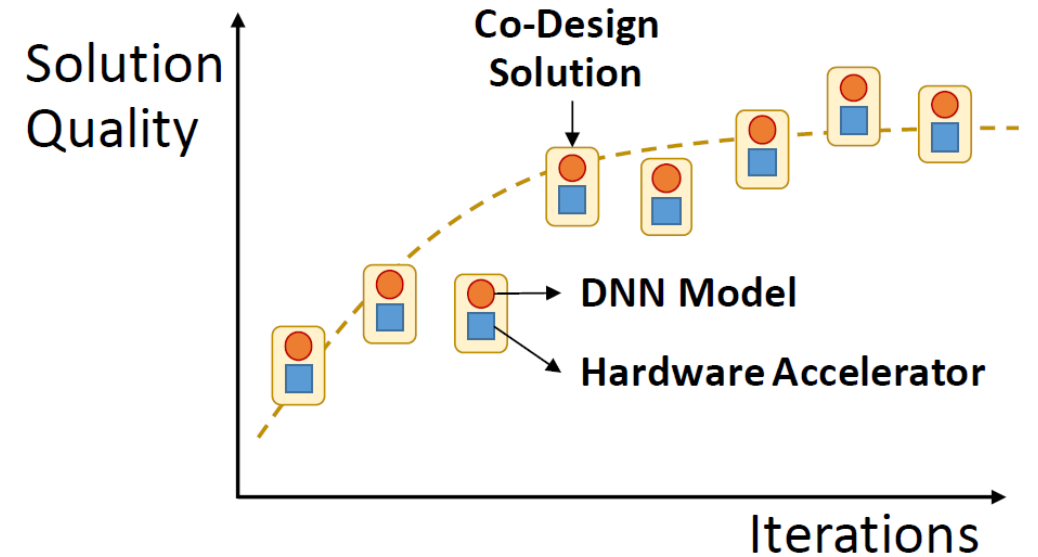 Solution
Quality
Co-Design
Solution
DNN Model
Hardware Accelerator
Iterations